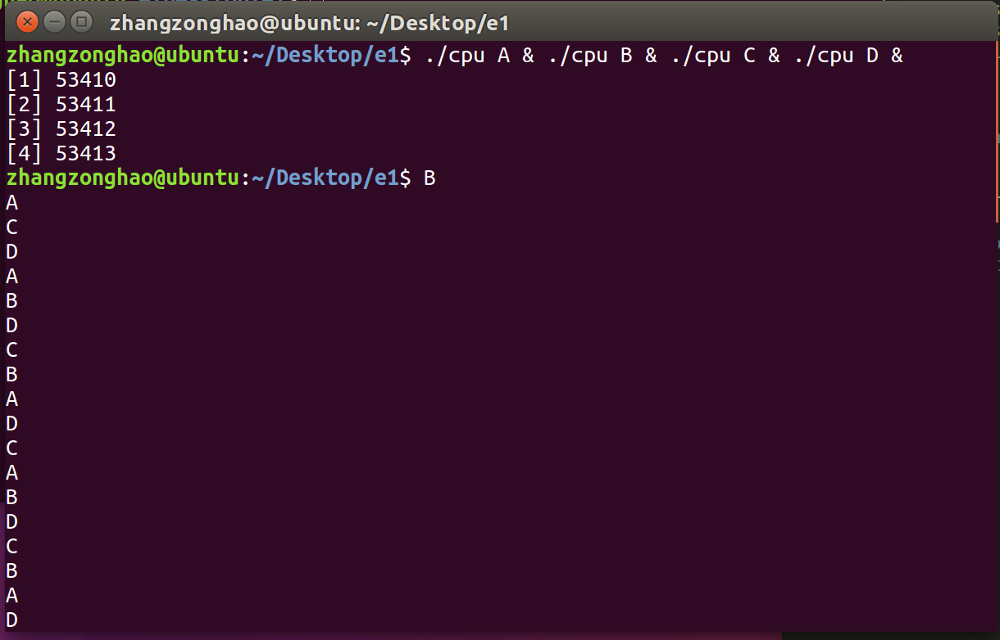 zhangzonghao@ubuntu: ~/Desktop/e1
zhangzonghao@ubuntu:~/Desktop/e1$ ./cpu A & ./cpu B & ./cpu C & ./cpu D &
[1] 53410
[2] 53411
[3] 53412
[4] 53413
zhangzonghao@ubuntu:~/Desktop/e1$ B
A
C
D
A
B
D
C
B
A
D
C
A
B
D
C
B
A
D